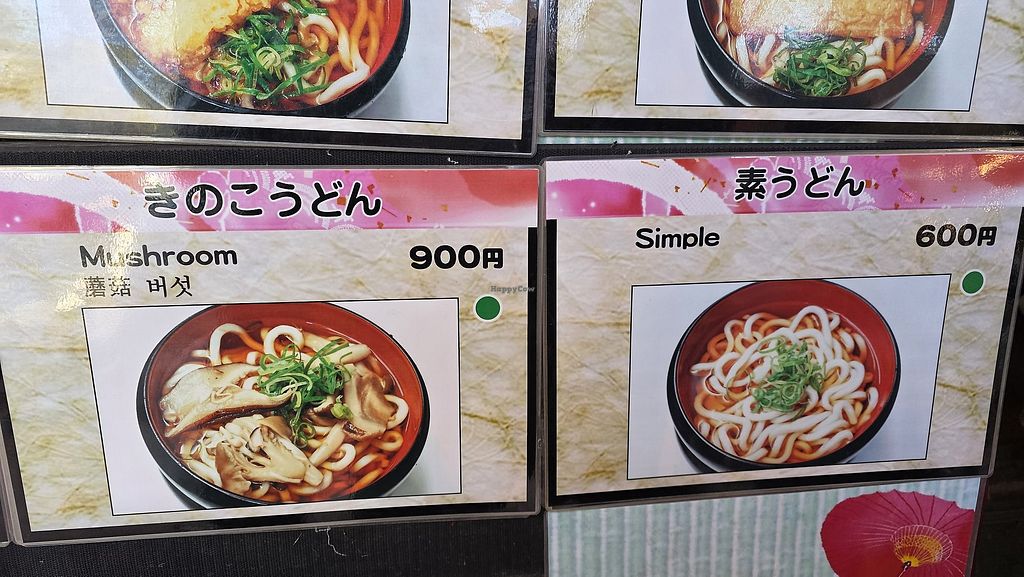 きのこうどん
Mushroom
900円
蘑菇 버섯
素うどん
Simple
600円
HappyCow